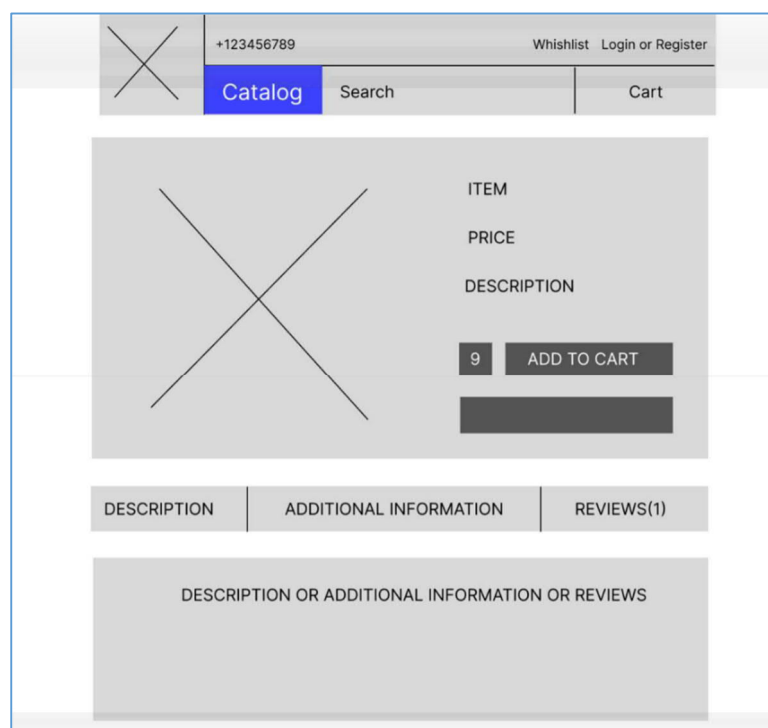 +123456789 Whishlist Login or Register
Catalog Search Cart
ITEM
PRICE
DESCRIPTION
9 ADD TO CART
DESCRIPTION ADDITIONAL INFORMATION REVIEWS(1)
DESCRIPTION OR ADDITIONAL INFORMATION OR REVIEWS